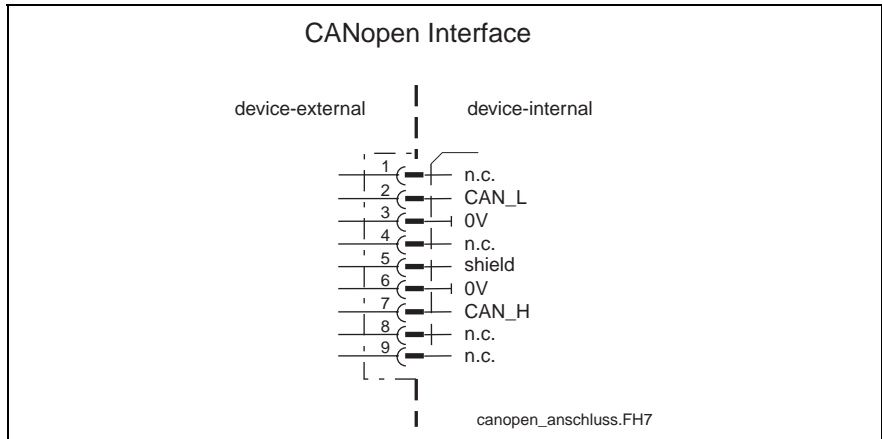 CANopen Interface
device-external device-internal
1 n.c.
2 CAN_L
3 0V
4 n.c.
5 shield
6 0V
7 CAN_H
8 n.c.
9 n.c.
canopen_anschluss.FH7